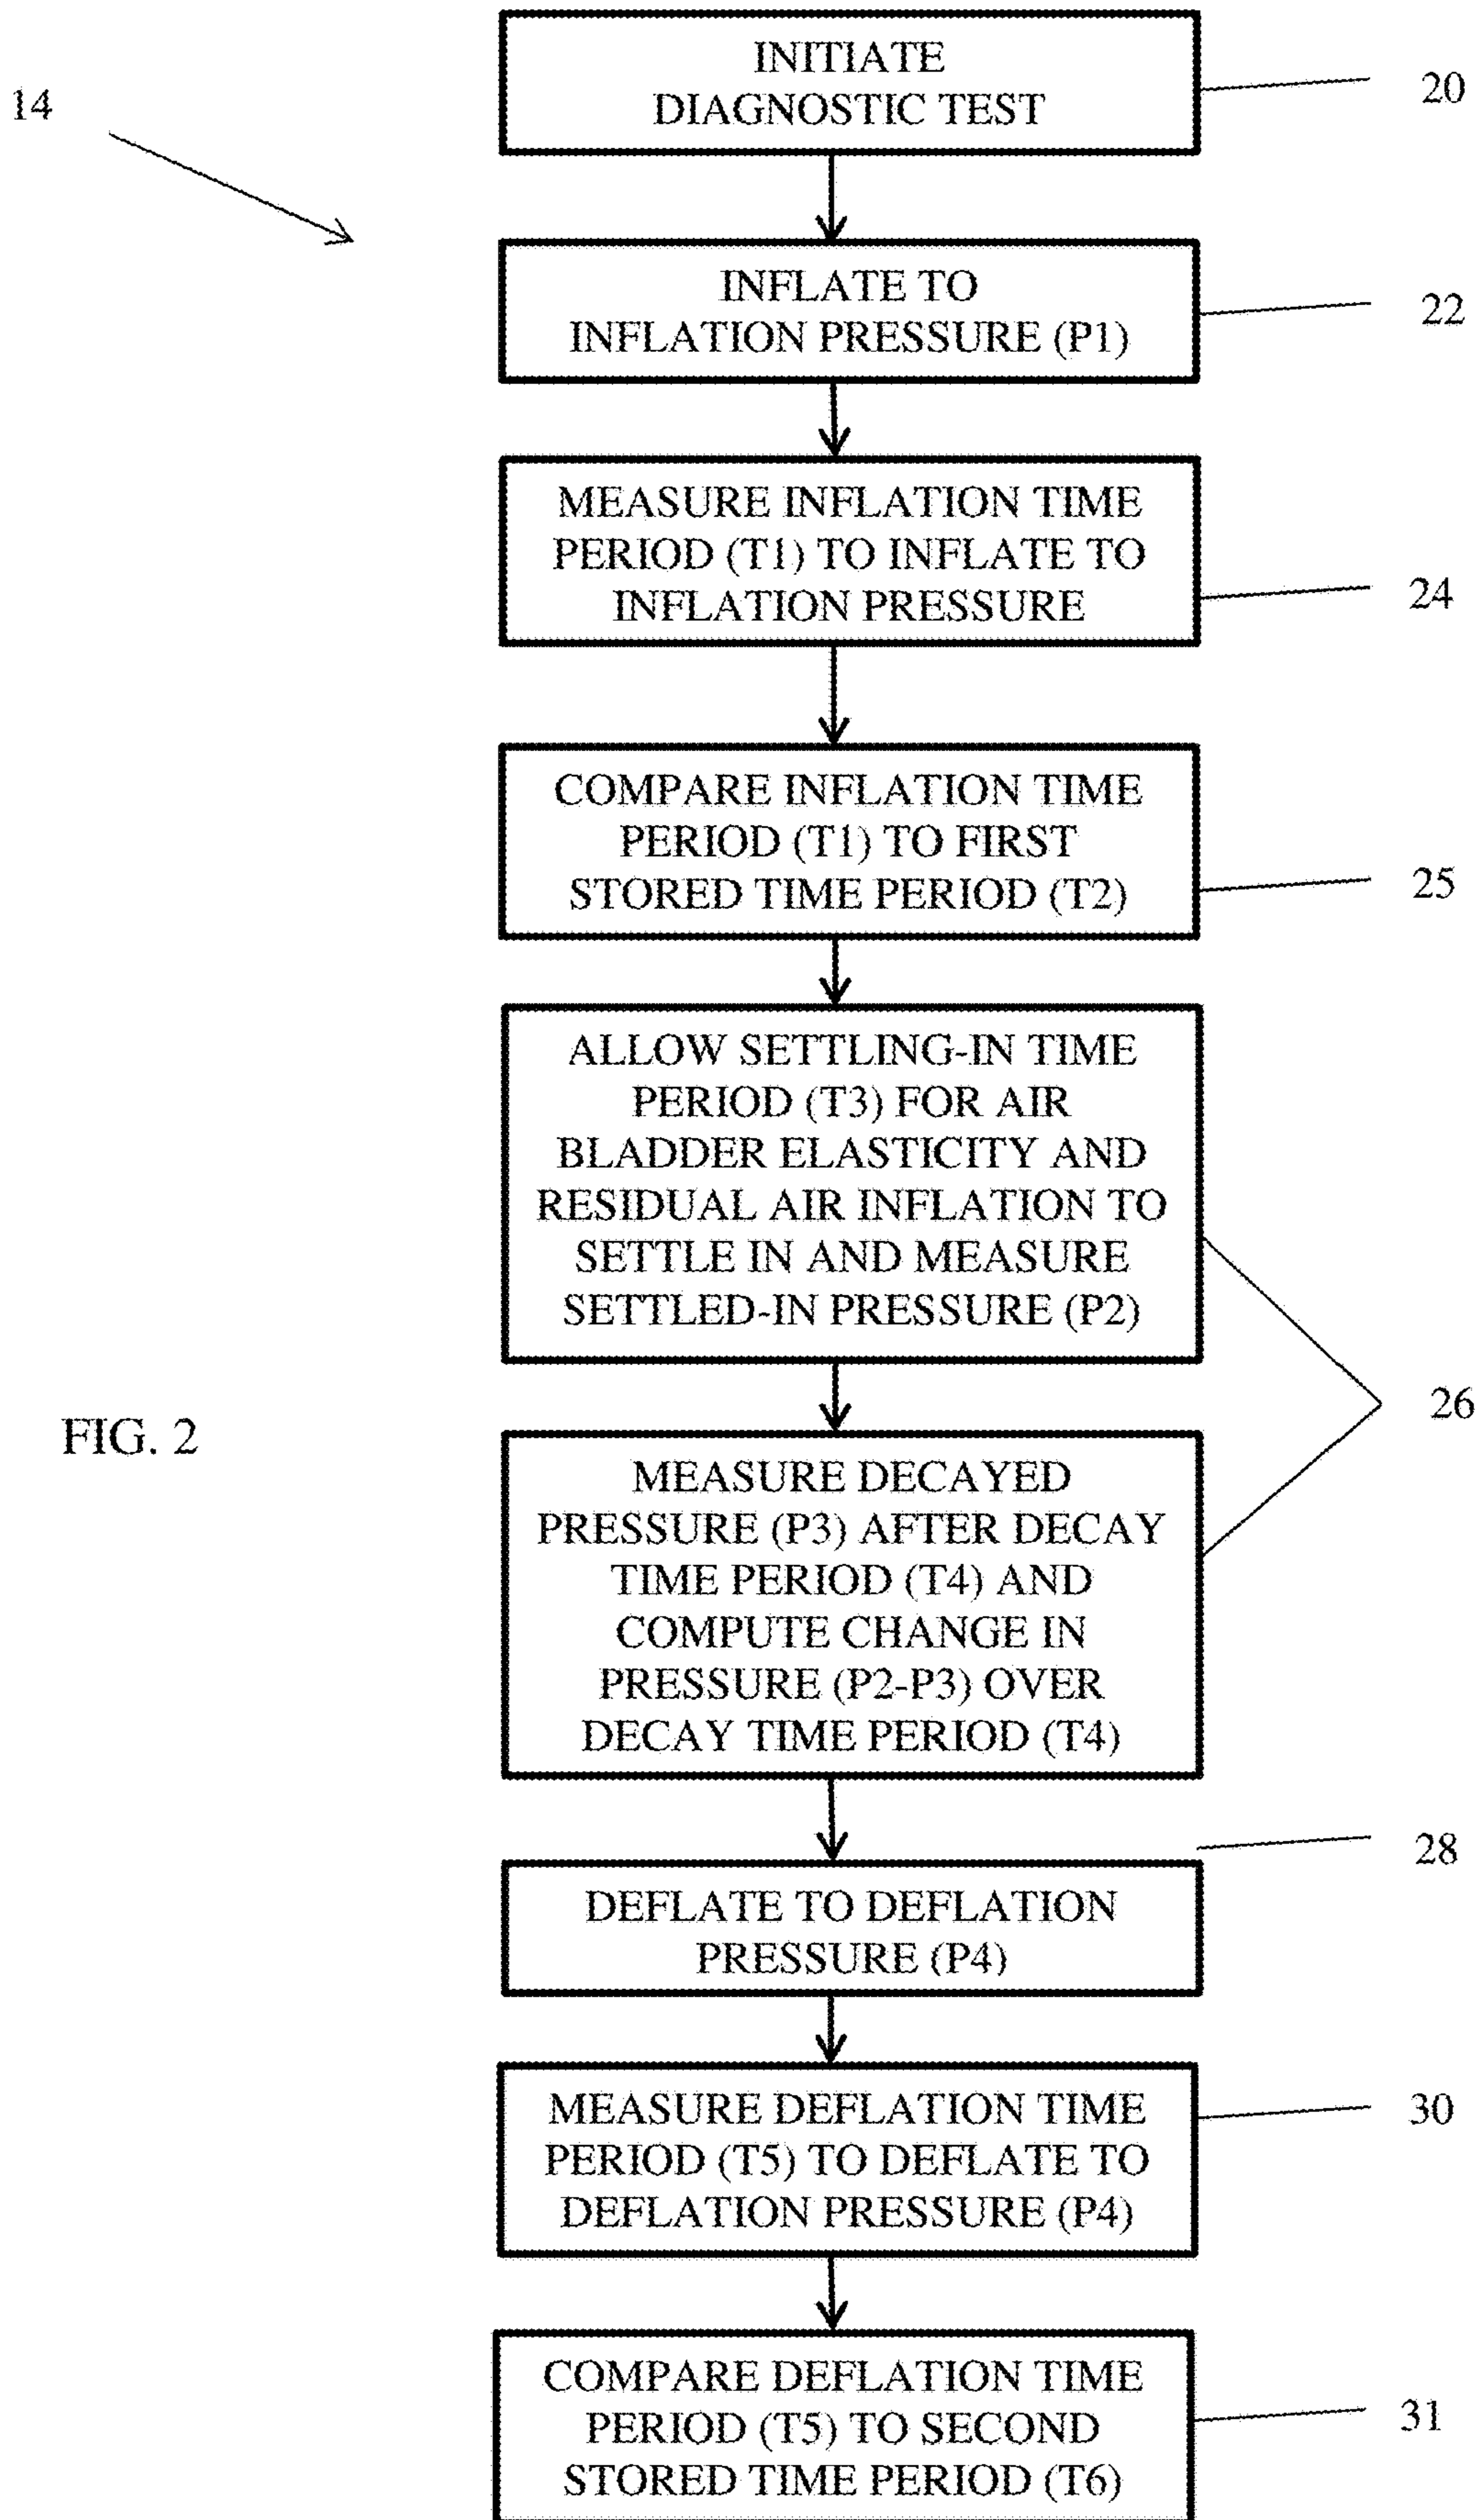 INITIATE
DIAGNOSTIC TEST
20
14
INFLATE TO
INFLATION PRESSURE (P1)
22
MEASURE INFLATION TIME
PERIOD (T1) TO INFLATE TO
INFLATION PRESSURE
24
COMPARE INFLATION TIME
PERIOD (T1) TO FIRST
STORED TIME PERIOD (T2)
25
ALLOW SETTLING-IN TIME
PERIOD (T3) FOR AIR
BLADDER ELASTICITY AND
RESIDUAL AIR INFLATION TO
SETTLE IN AND MEASURE
SETTLED-IN PRESSURE (P2)
26
FIG. 2
MEASURE DECAYED
PRESSURE (P3) AFTER DECAY
TIME PERIOD (T4) AND
COMPUTE CHANGE IN
PRESSURE (P2-P3) OVER
DECAY TIME PERIOD (T4)
28
DEFLATE TO DEFLATION
PRESSURE (P4)
MEASURE DEFLATION TIME
PERIOD (T5) TO DEFLATE TO
DEFLATION PRESSURE (P4)
30
COMPARE DEFLATION TIME
PERIOD (T5) TO SECOND
STORED TIME PERIOD (T6)
31